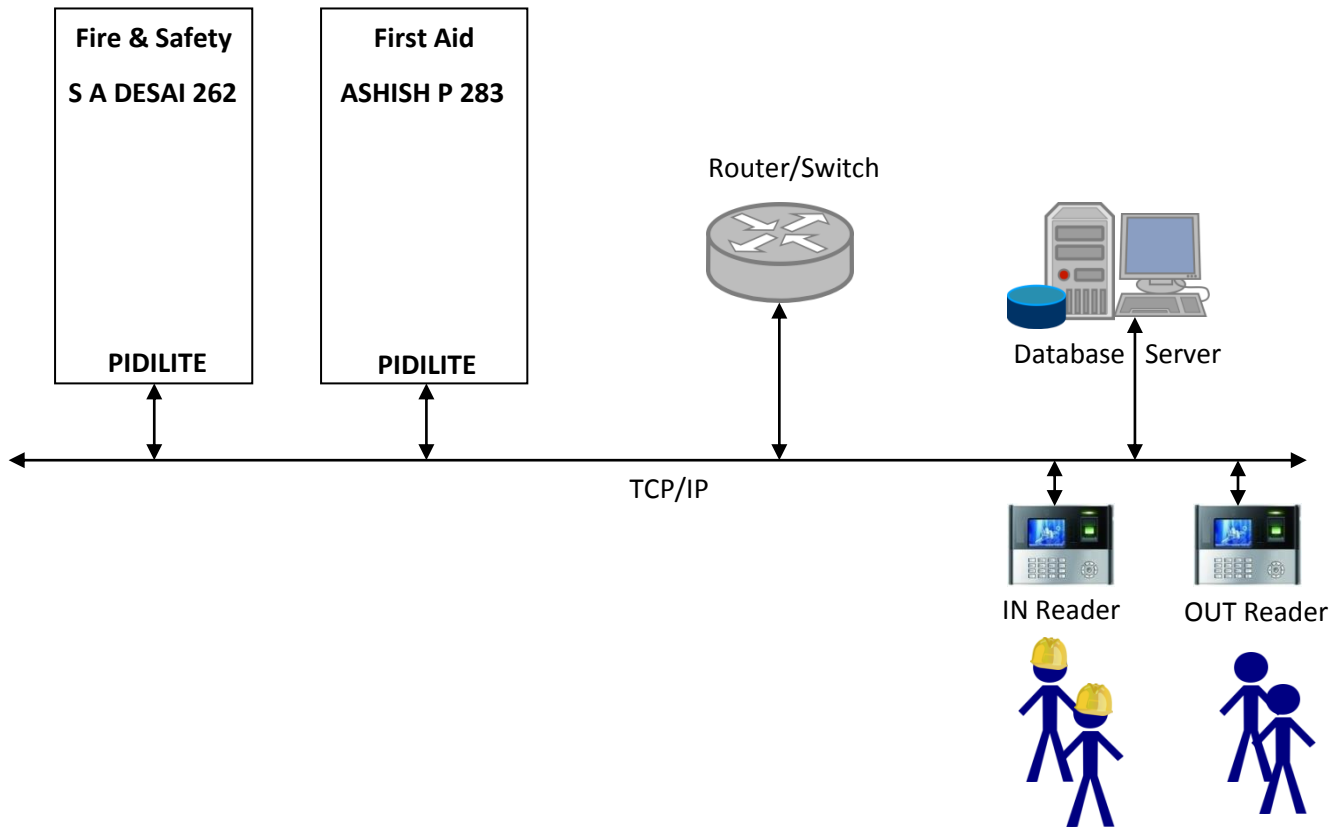 Fire & Safety
S A DESAI 262
PIDILITE
First Aid
ASHISH P 283
PIDILITE
Router/Switch
Database Server
TCP/IP
IN Reader
OUT Reader